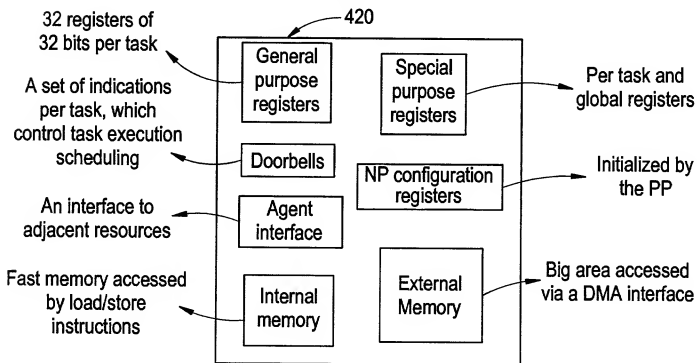 420
32 registers of
32 bits per task
General
purpose
registers
Special
purpose
registers
Per task and
global registers
A set of indications
per task, which
control task execution
scheduling
Doorbells
NP configuration
registers
Initialized by
the PP
An interface to
adjacent resources
Agent
interface
Fast memory accessed
by load/store
instructions
Internal
memory
External
Memory
Big area accessed
via a DMA interface